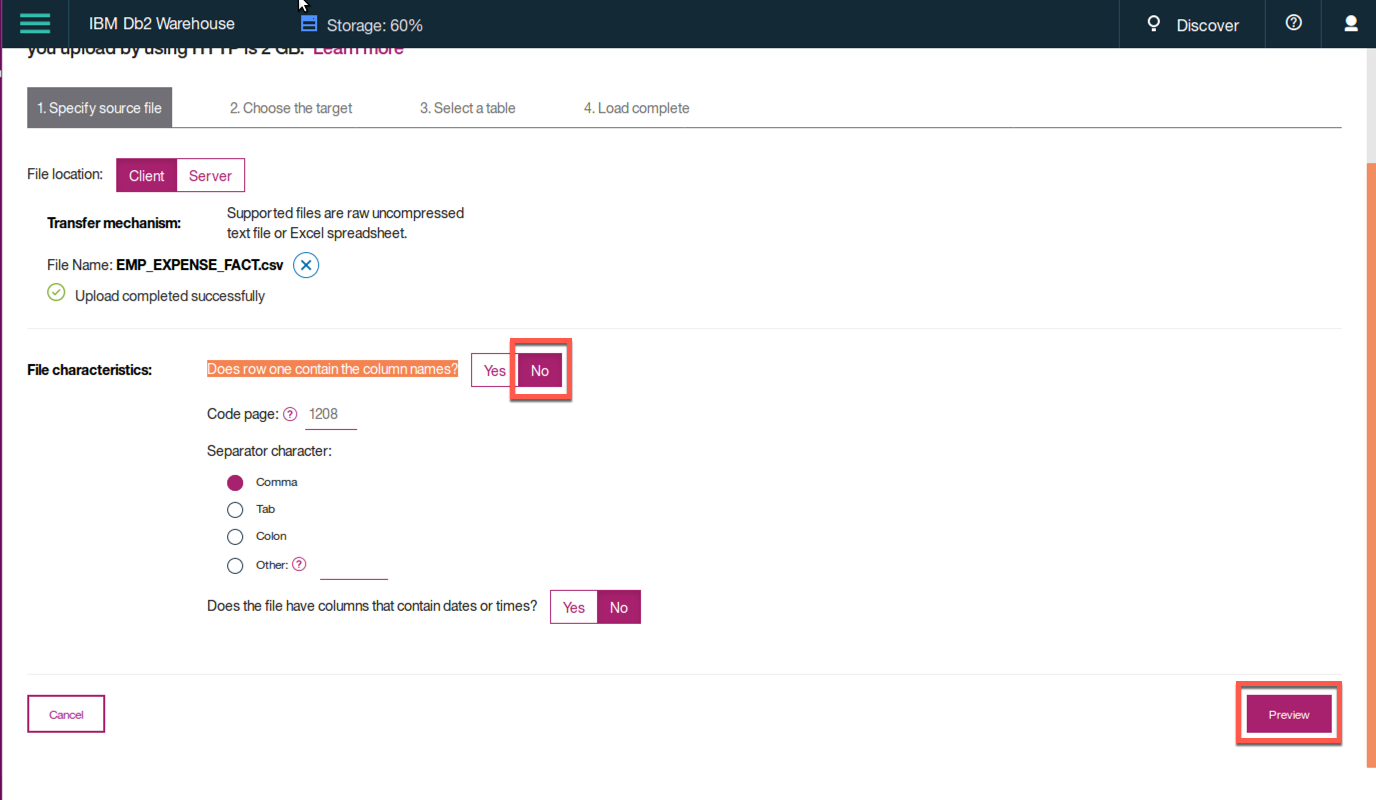 IBM Db2 Warehouse Storage: 60% Discover
you upload by using HTTP is 2 GB. Learn more
1. Specify source file 2. Choose the target 3. Select a table 4. Load complete
File location: Client Server
Transfer mechanism: Supported files are raw uncompressed
text file or Excel spreadsheet.
File Name: EMP_EXPENSE_FACT.csv
Upload completed successfully
File characteristics: Does row one contain the column names? Yes No
Code page: ? 1208
Separator character:
Comma
Tab
Colon
Other: ?
Does the file have columns that contain dates or times? Yes No
Cancel Preview